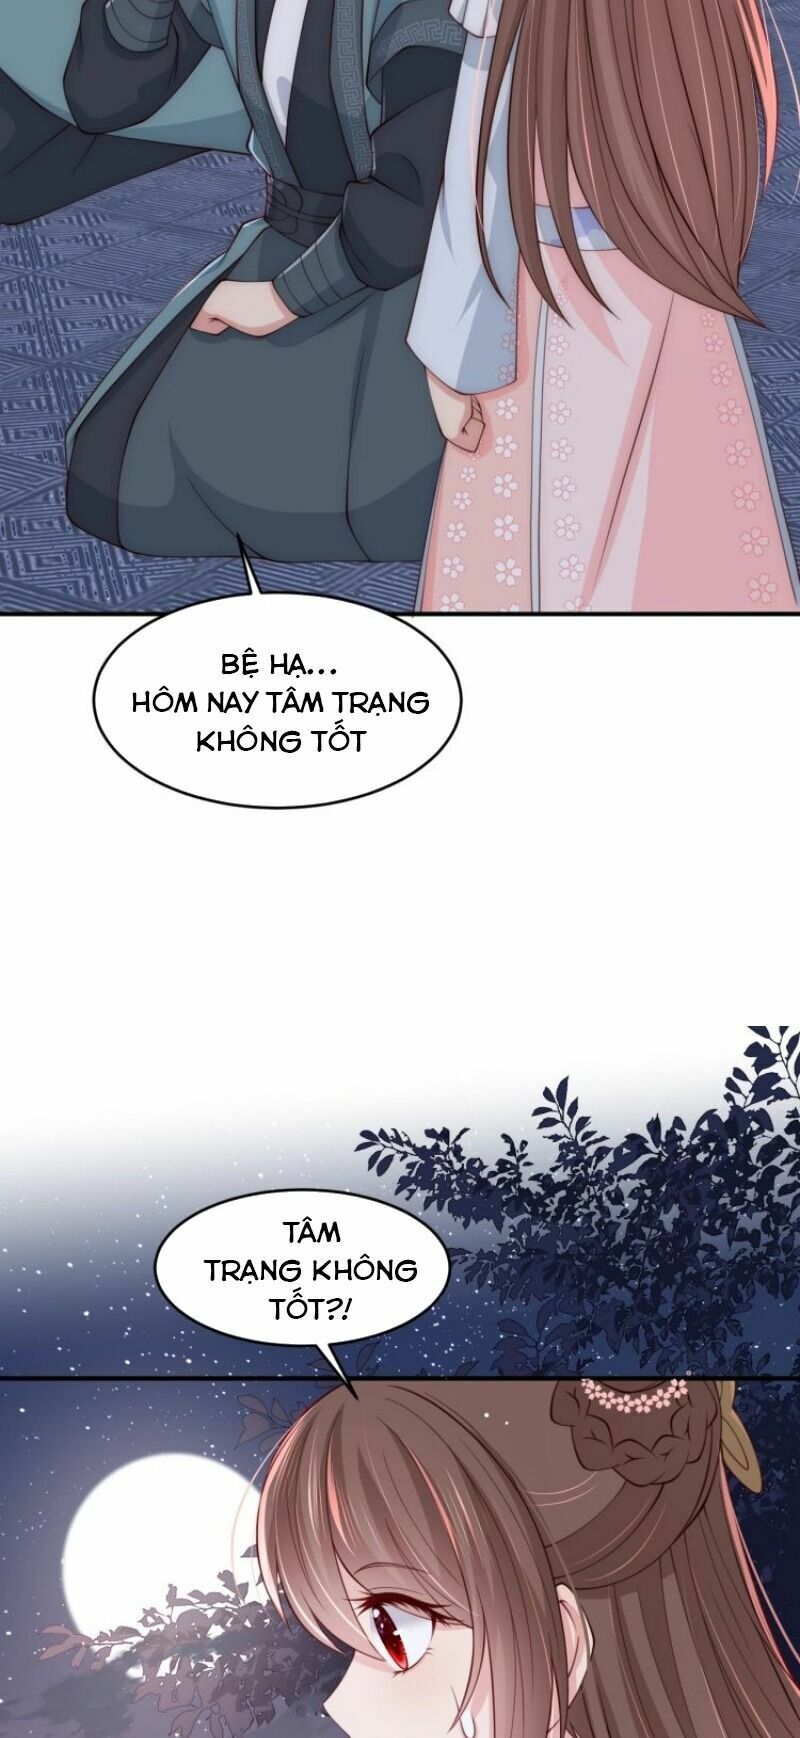 BỆ HẠ...
HÔM NAY TÂM TRẠNG
KHÔNG TỐT
TÂM
TRẠNG KHÔNG
TỐT?!